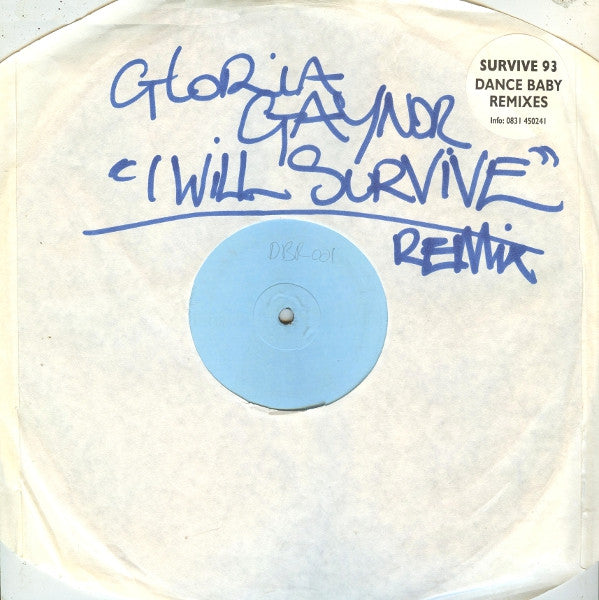 GLORIA
GAYNOR
"I WILL SURVIVE"
REMIX
SURVIVE 93
DANCE BABY
REMIXES
Info: 0831 450241
DBR-001